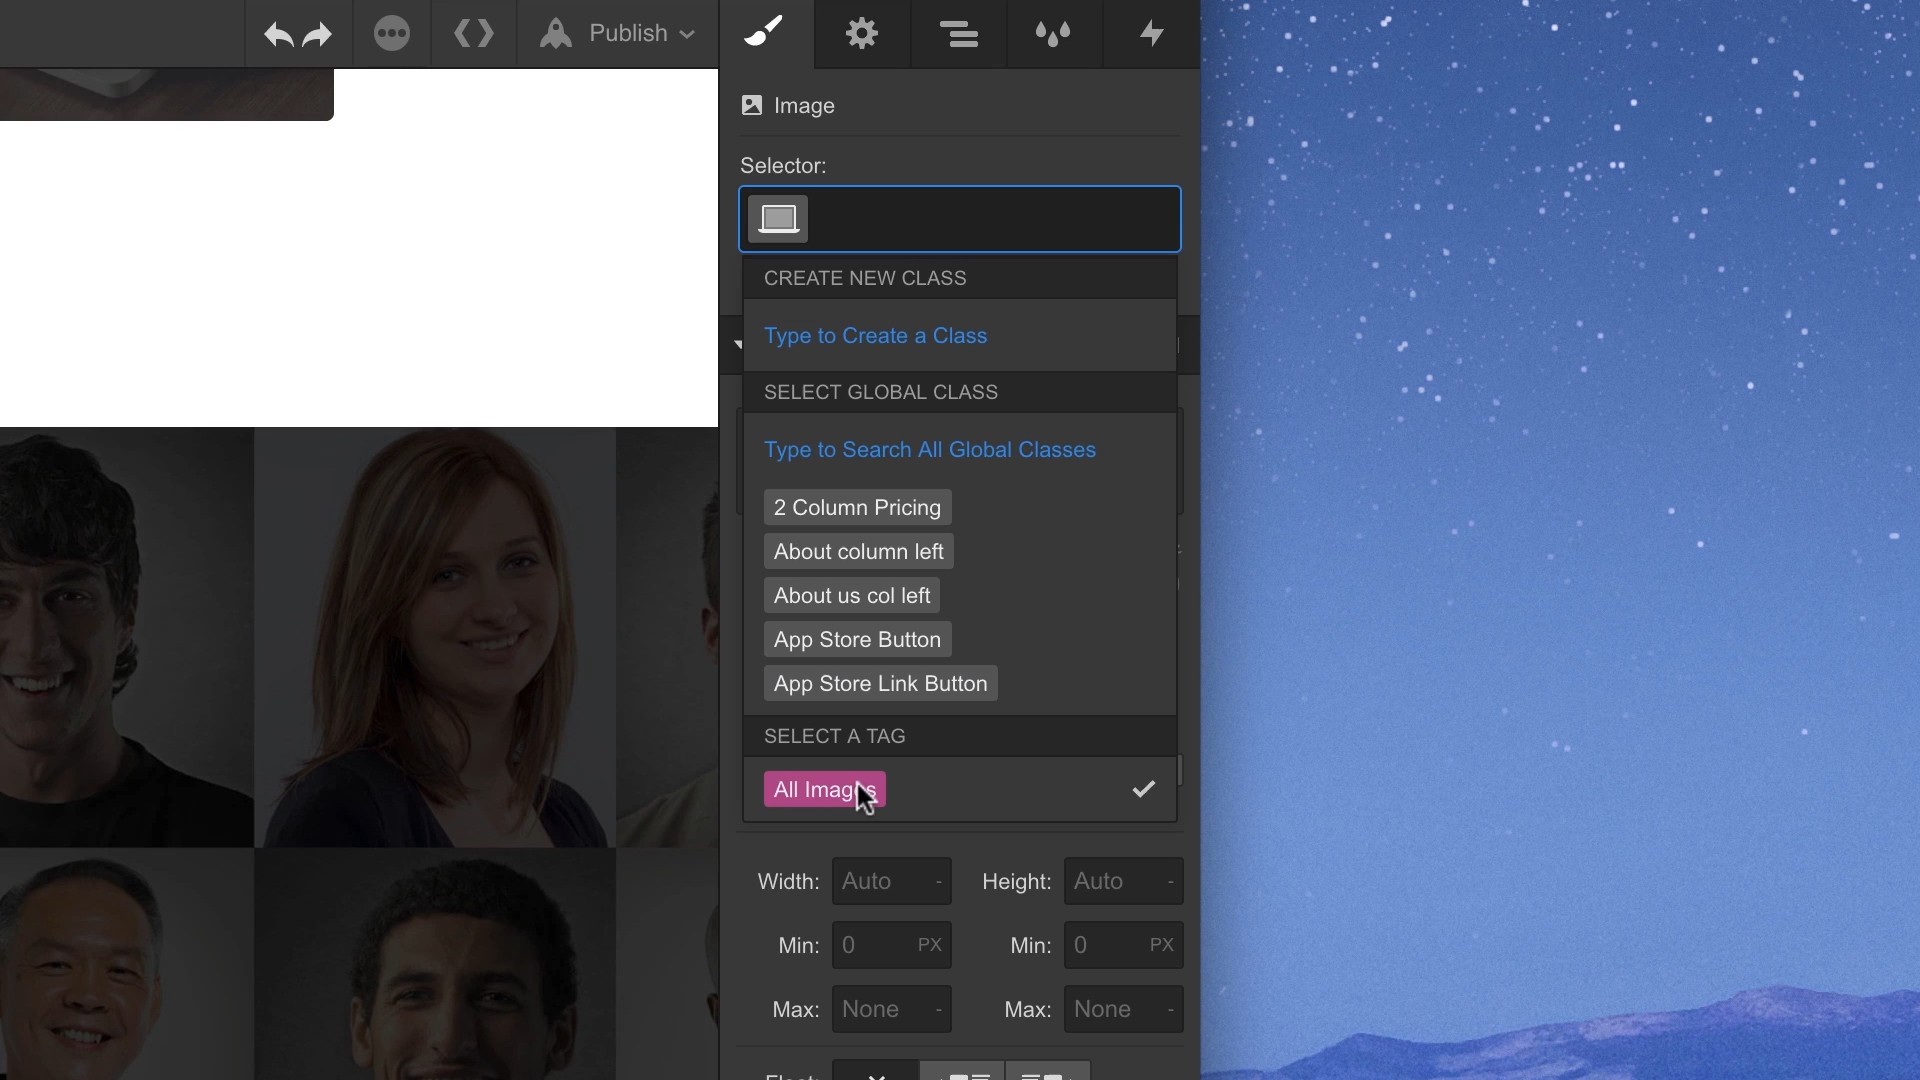 Publish
Image
Selector:
CREATE NEW CLASS
Type to Create a Class
SELECT GLOBAL CLASS
Type to Search All Global Classes
2 Column Pricing
About column left
About us col left
App Store Button
App Store Link Button
SELECT A TAG
All Images
Width: Auto - Height: Auto -
Min: 0 PX Min: 0 PX
Max: None - Max: None -
Float: